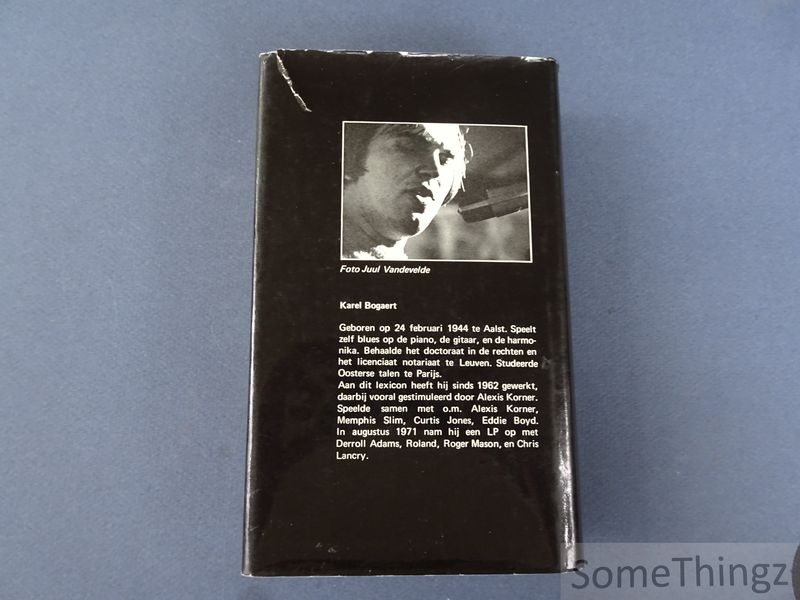 Foto Juul Vandevelde
Karel Bogaert
Geboren op 24 februari 1944 te Aalst. Speelt
zelf blues op de piano, de gitaar, en de harmo-
nika. Behaalde het doctoraat in de rechten en
het licenciaat notariaat te Leuven. Studeerde
Oosterse talen te Parijs.
Aan dit lexicon heeft hij sinds 1962 gewerkt,
daarbij vooral gestimuleerd door Alexis Korner.
Speelde samen met o.m. Alexis Korner,
Memphis Slim, Curtis Jones, Eddie Boyd.
In augustus 1971 nam hij een LP op met
Derroll Adams, Roland, Roger Mason, en Chris
Lancry.
SomeThingz